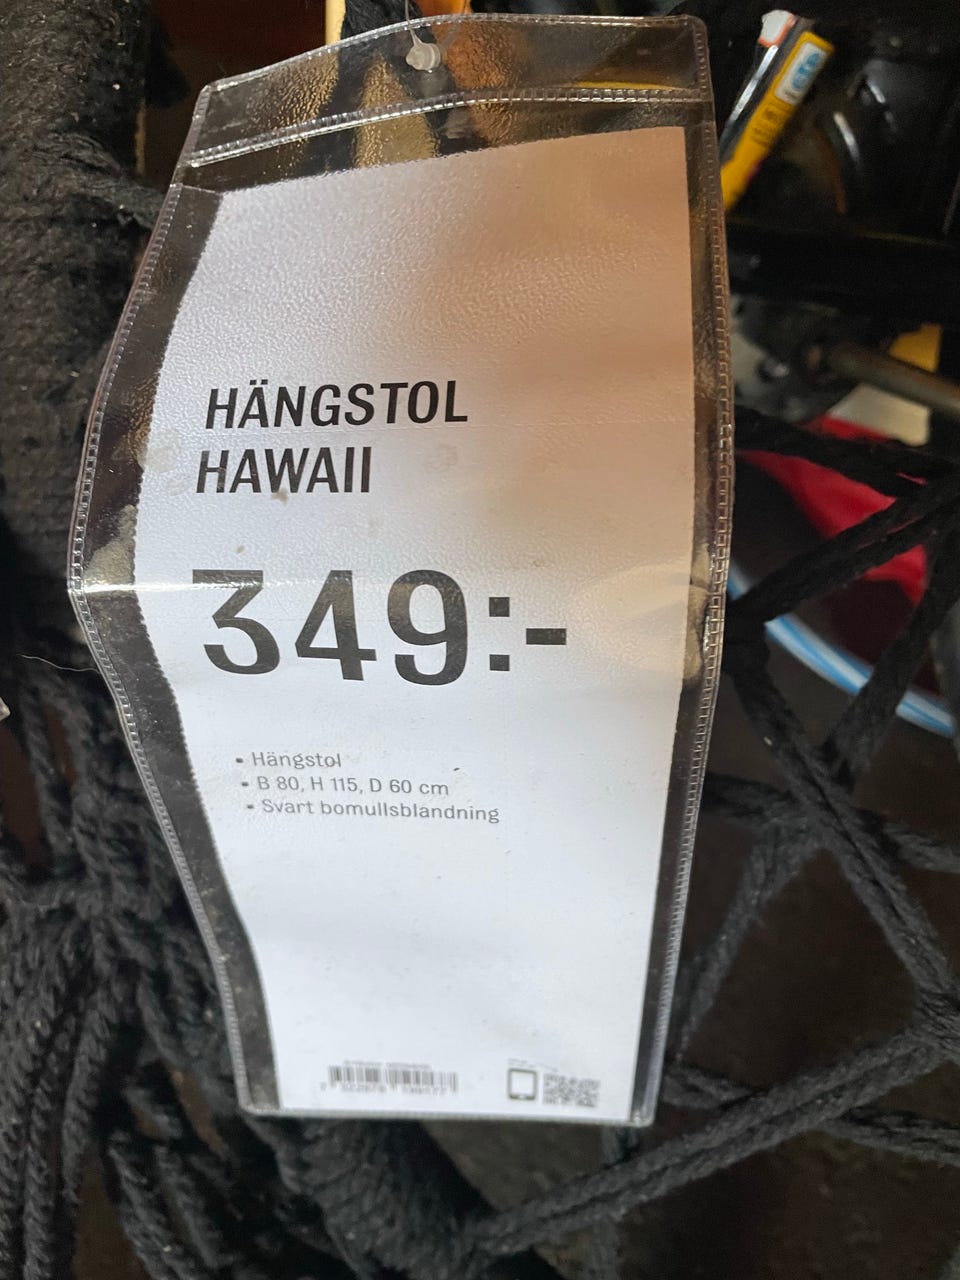 HÄNGSTOL
HAWAII
349:-
• Hängstol
• B 80, H 115, D 60 cm
• Svart bomullsblandning